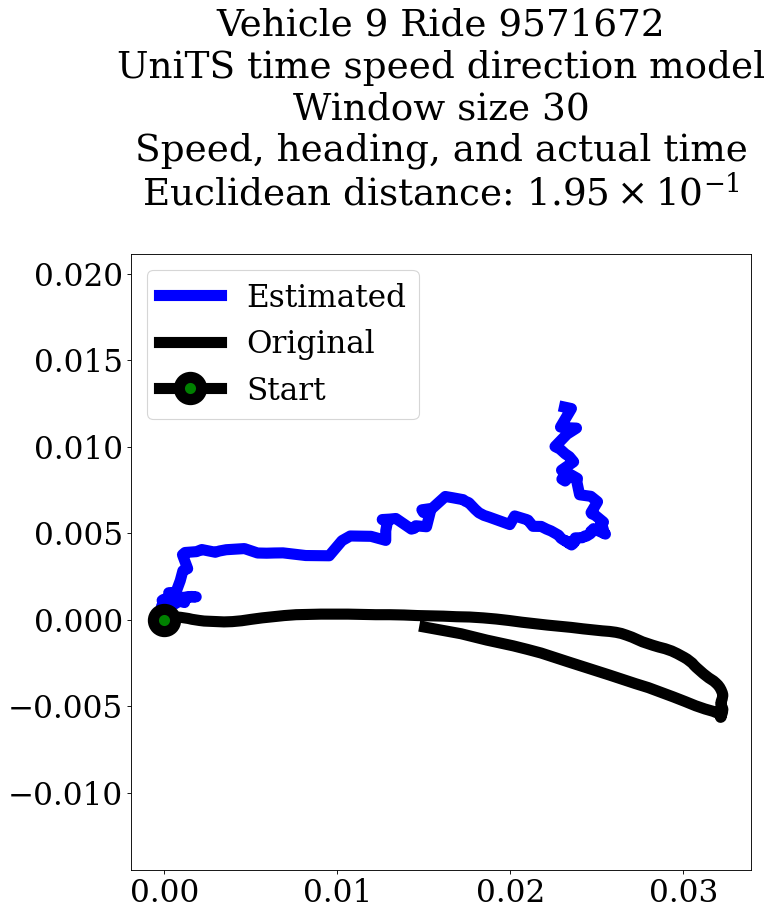 Vehicle 9 Ride 9571672
UniTS time speed direction model
Window size 30
Speed, heading, and actual time
Euclidean distance: 1.95 × 10⁻¹
Estimated
Original
Start
0.020
0.015
0.010
0.005
0.000
−0.005
−0.010
0.00 0.01 0.02 0.03